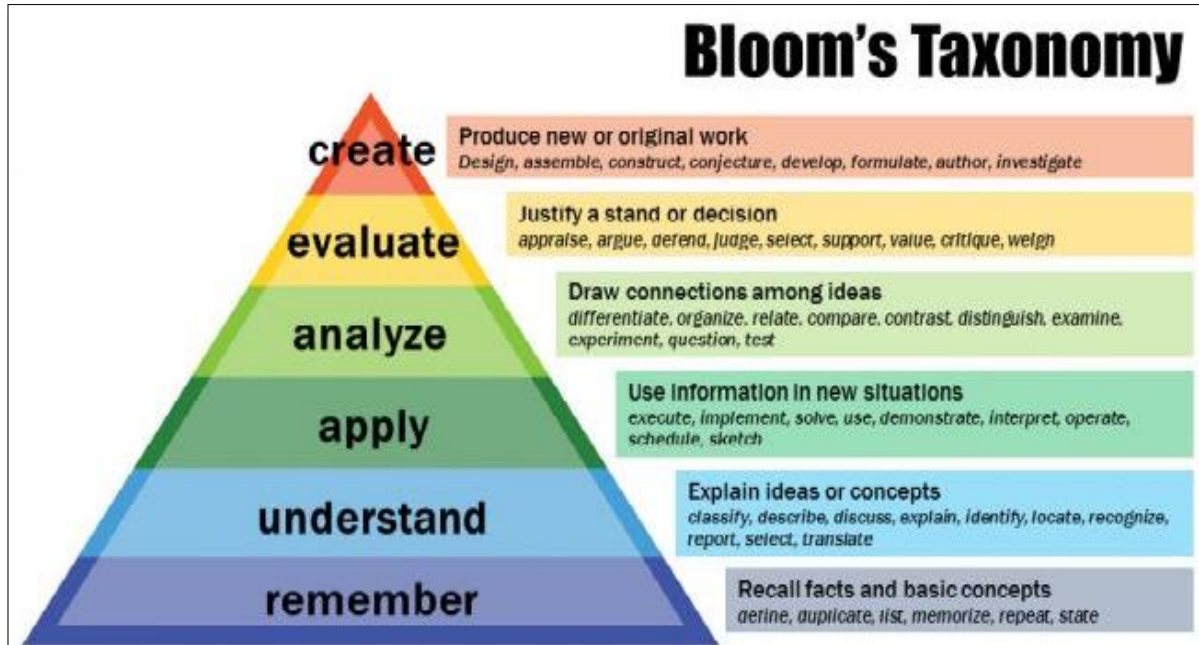 Bloom's Taxonomy
create
Produce new or original work
Design, assemble, construct, conjecture, develop, formulate, author, investigate
evaluate
Justify a stand or decision
appraise, argue, defend, judge, select, support, value, critique, weigh
analyze
Draw connections among ideas
differentiate, organize, relate, compare, contrast, distinguish, examine,
experiment, question, test
apply
Use information in new situations
execute, implement, solve, use, demonstrate, interpret, operate,
schedule, sketch
understand
Explain ideas or concepts
classify, describe, discuss, explain, identify, locate, recognize,
report, select, translate
remember
Recall facts and basic concepts
define, duplicate, list, memorize, repeat, state